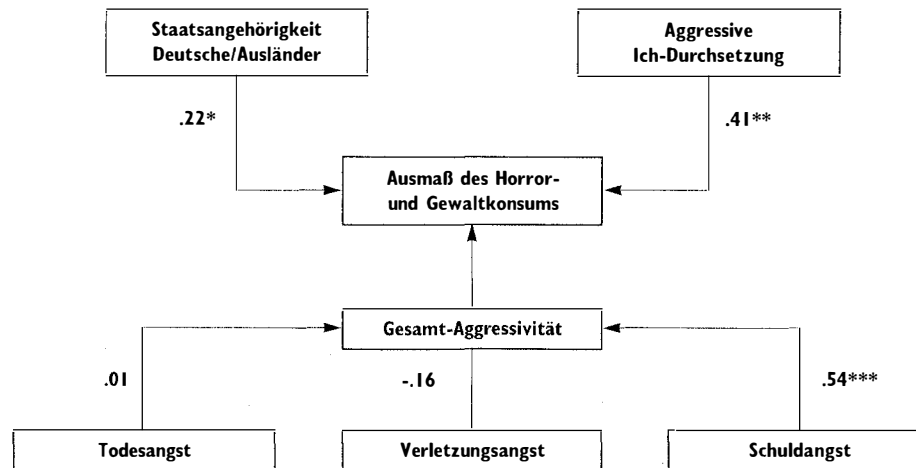 Staatsangehörigkeit
Deutsche/Ausländer
Aggressive
Ich-Durchsetzung
.22*
.41**
Ausmaß des Horror-
und Gewaltkonsums
Gesamt-Aggressivität
.01
-.16
.54***
Todesangst
Verletzungsangst
Schuldangst